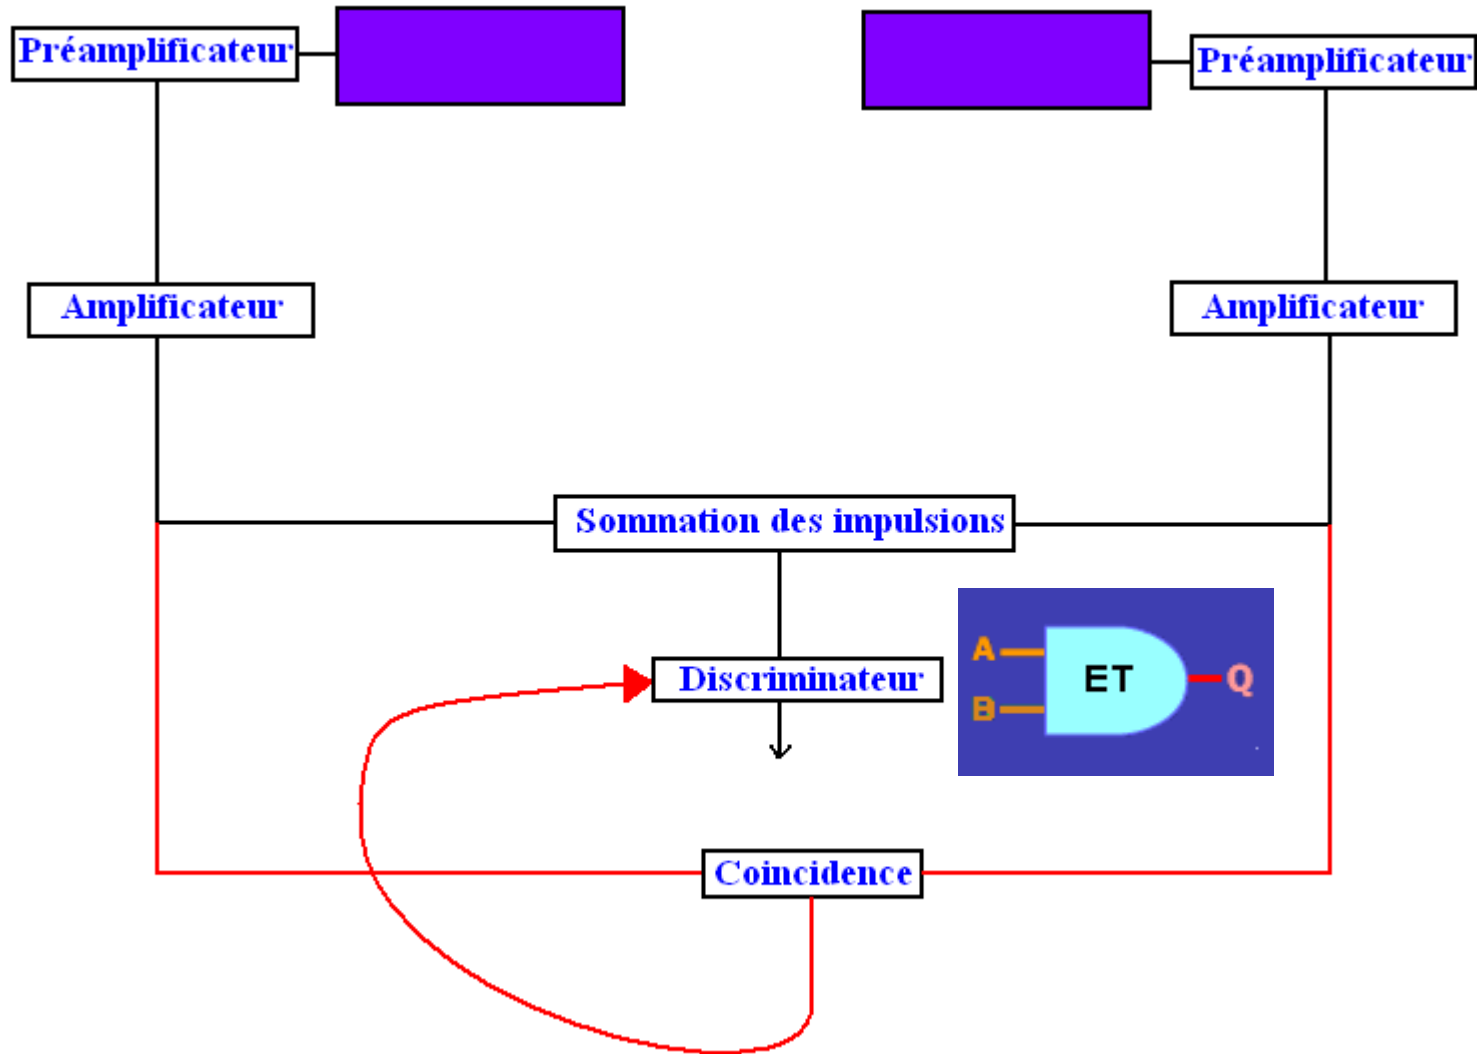 Préamplificateur
Préamplificateur
Amplificateur
Amplificateur
Sommation des impulsions
Discriminateur
A
ET
Q
B
Coincidence